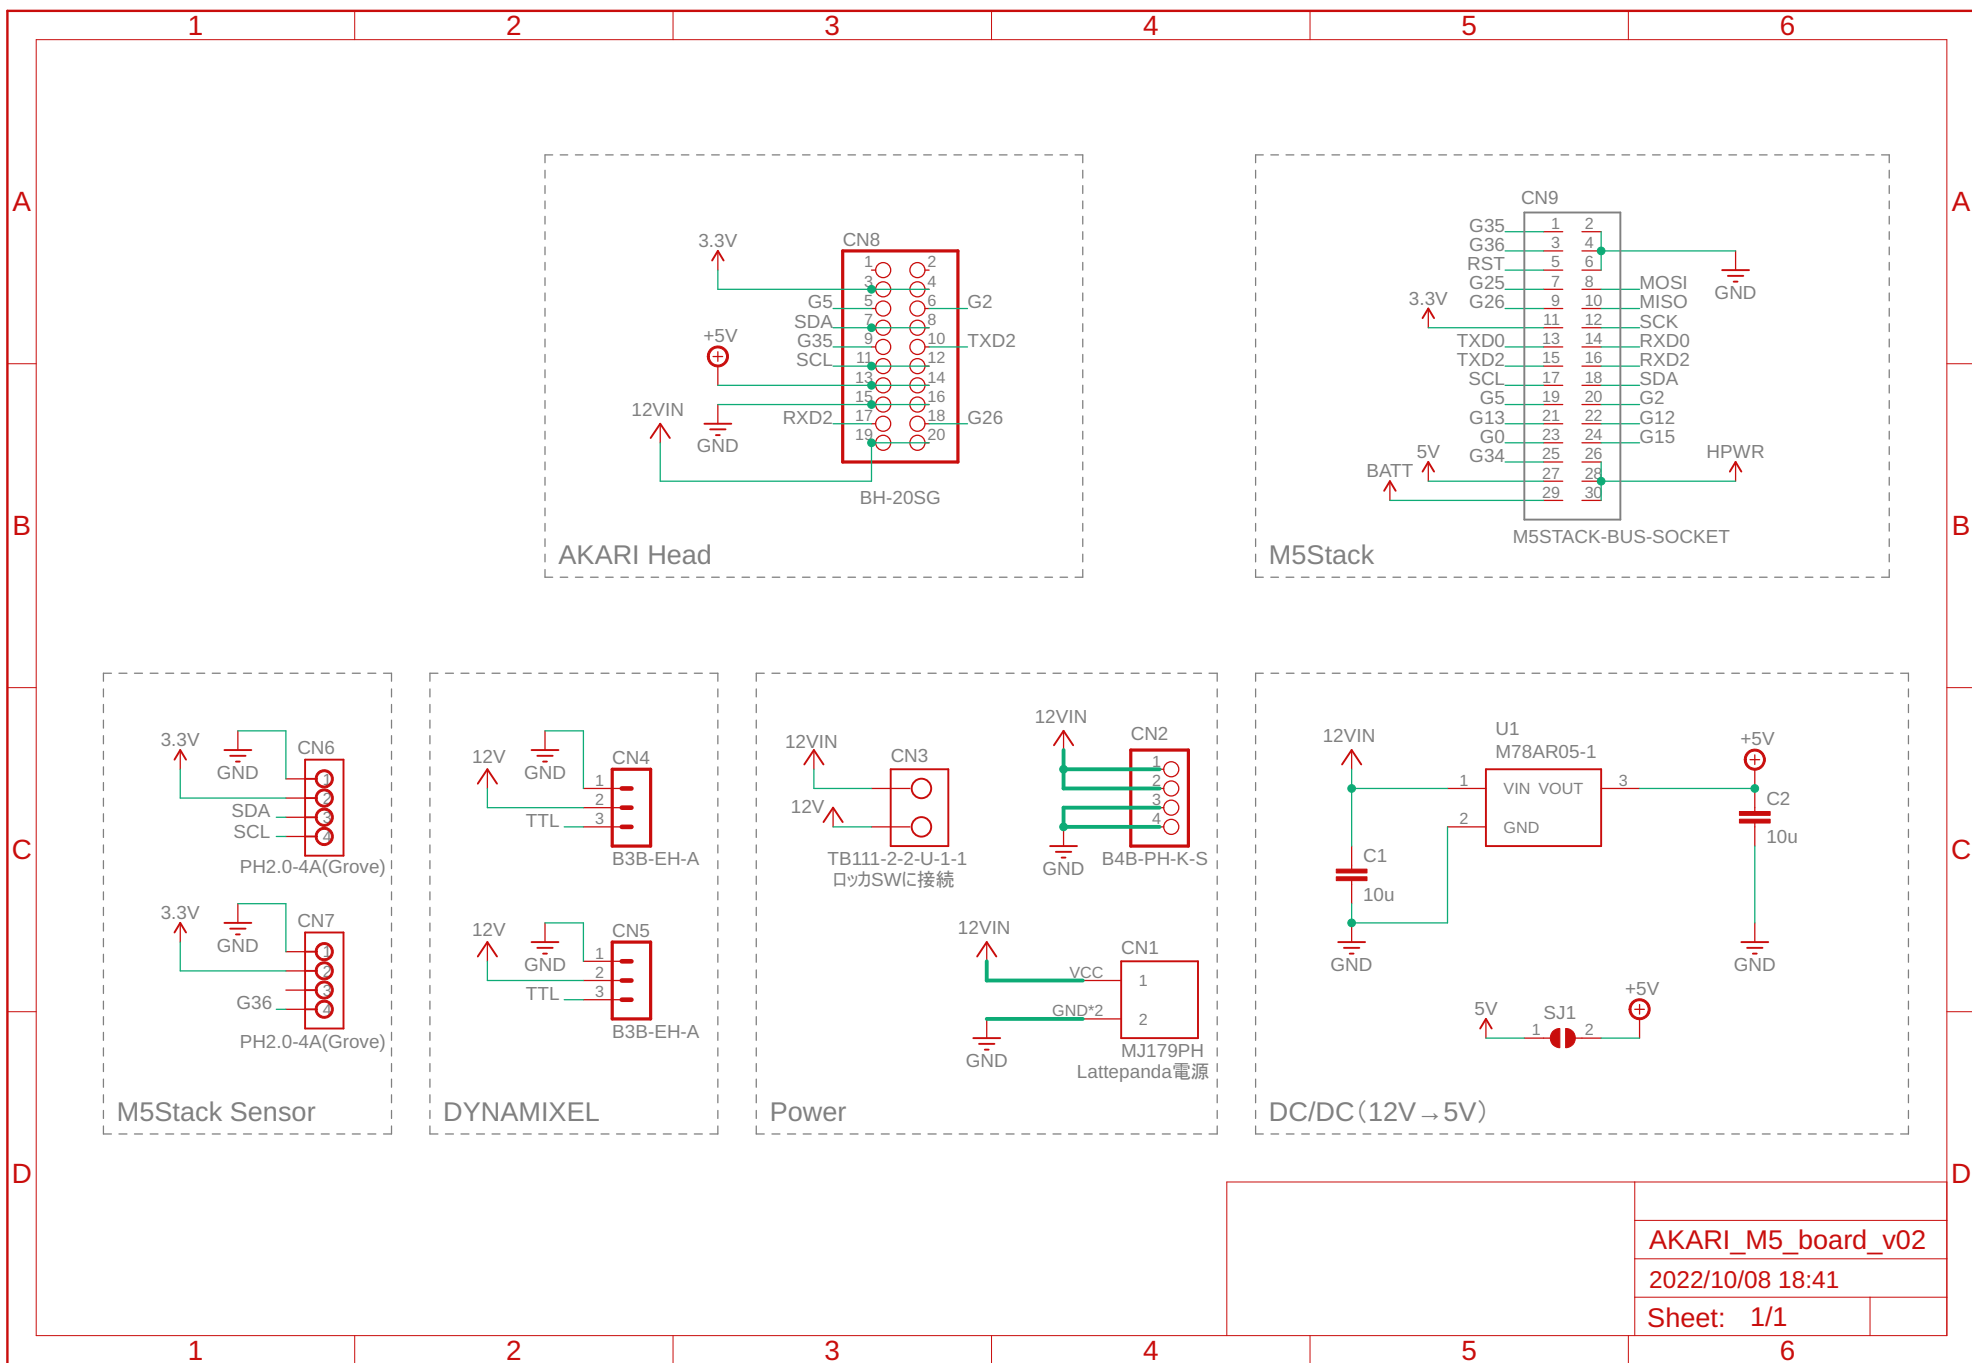 1 2 3 4 5 6
A A
CN9
CN8
3.3V
1 2
3 4
G5 5 6 G2
SDA 7 8
G35 9 10 TXD2
SCL 11 12
+5V
13 14
15 16
12VIN
RXD2 17 18 G26
GND
19 20
BH-20SG
AKARI Head
G35 1 2
G36 3 4
RST 5 6
G25 7 8 MOSI
GND
G26 9 10 MISO
3.3V
11 12 SCK
TXD0 13 14 RXD0
TXD2 15 16 RXD2
SCL 17 18 SDA
G5 19 20 G2
G13 21 22 G12
G0 23 24 G15
G34 25 26
5V
HPWR
BATT
27 28
29 30
M5STACK-BUS-SOCKET
M5Stack
B B
3.3V
GND
CN6
1
2
SDA 3
SCL 4
PH2.0-4A(Grove)
3.3V
GND
CN7
1
2
3
G36 4
PH2.0-4A(Grove)
M5Stack Sensor
12V
GND
CN4
1
2
TTL 3
B3B-EH-A
12V
GND
CN5
1
2
TTL 3
B3B-EH-A
DYNAMIXEL
12VIN
CN3
12V
TB111-2-2-U-1-1
ロッカSWに接続
12VIN
CN2
1
2
3
4
GND
B4B-PH-K-S
12VIN
CN1
VCC 1
GND*2 2
GND
MJ179PH
Lattepanda電源
Power
12VIN
U1
M78AR05-1
+5V
1 VIN VOUT 3
2 GND
C2
10u
C1
10u
GND
GND
5V
SJ1
1 2
+5V
DC/DC(12V→5V)
C C
D D
AKARI_M5_board_v02
2022/10/08 18:41
Sheet: 1/1
1 2 3 4 5 6